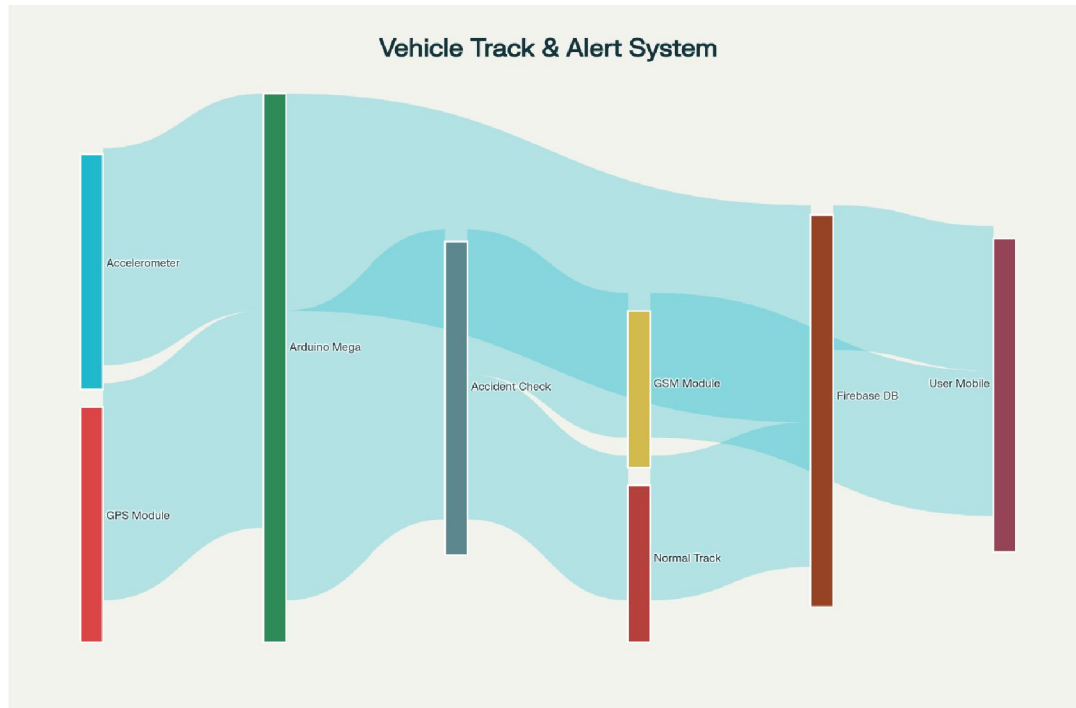 Vehicle Track & Alert System
Accelerometer
GPS Module
Arduino Mega
Accident Check
GSM Module
Normal Track
Firebase DB
User Mobile